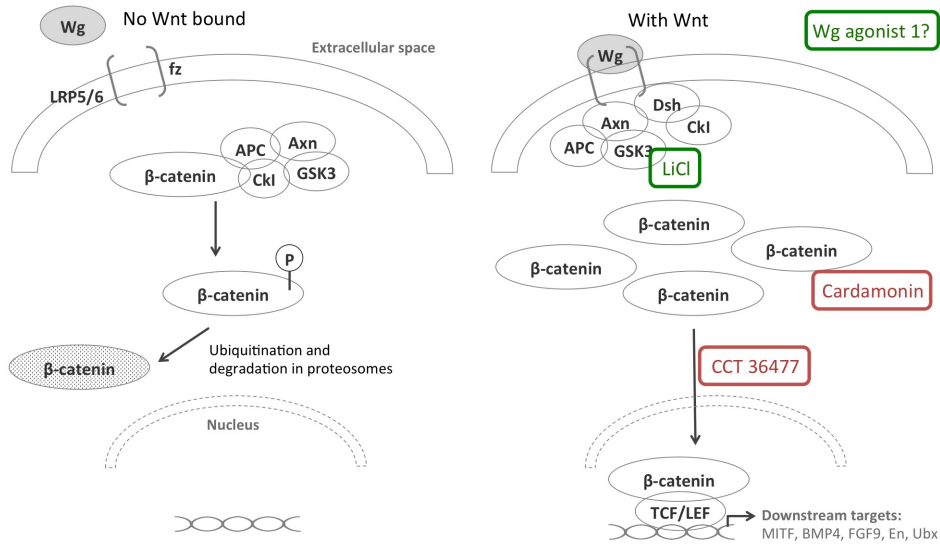 No Wnt bound
Wg
Extracellular space
fz
LRP5/6
APC
Axn
β-catenin
CkI
GSK3
P
β-catenin
β-catenin
Ubiquitination and
degradation in proteosomes
Nucleus
With Wnt
Wg agonist 1?
Wg
Dsh
Axn
CkI
APC
GSK3
LiCl
β-catenin
β-catenin
β-catenin
β-catenin
Cardamonin
CCT 36477
β-catenin
TCF/LEF
Downstream targets:
MITF, BMP4, FGF9, En, Ubx